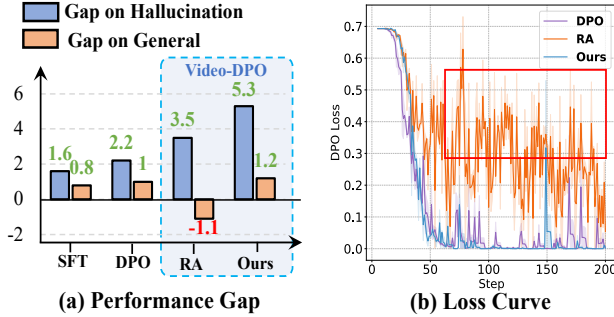 Gap on Hallucination
Gap on General
Video-DPO
6
4
2
0
-2
1.6
0.8
2.2
1
3.5
-1.1
5.3
1.2
SFT
DPO
RA
Ours
(a) Performance Gap
DPO Loss
0.7
0.6
0.5
0.4
0.3
0.2
0.1
0.0
DPO
RA
Ours
0
50
100
150
200
Step
(b) Loss Curve